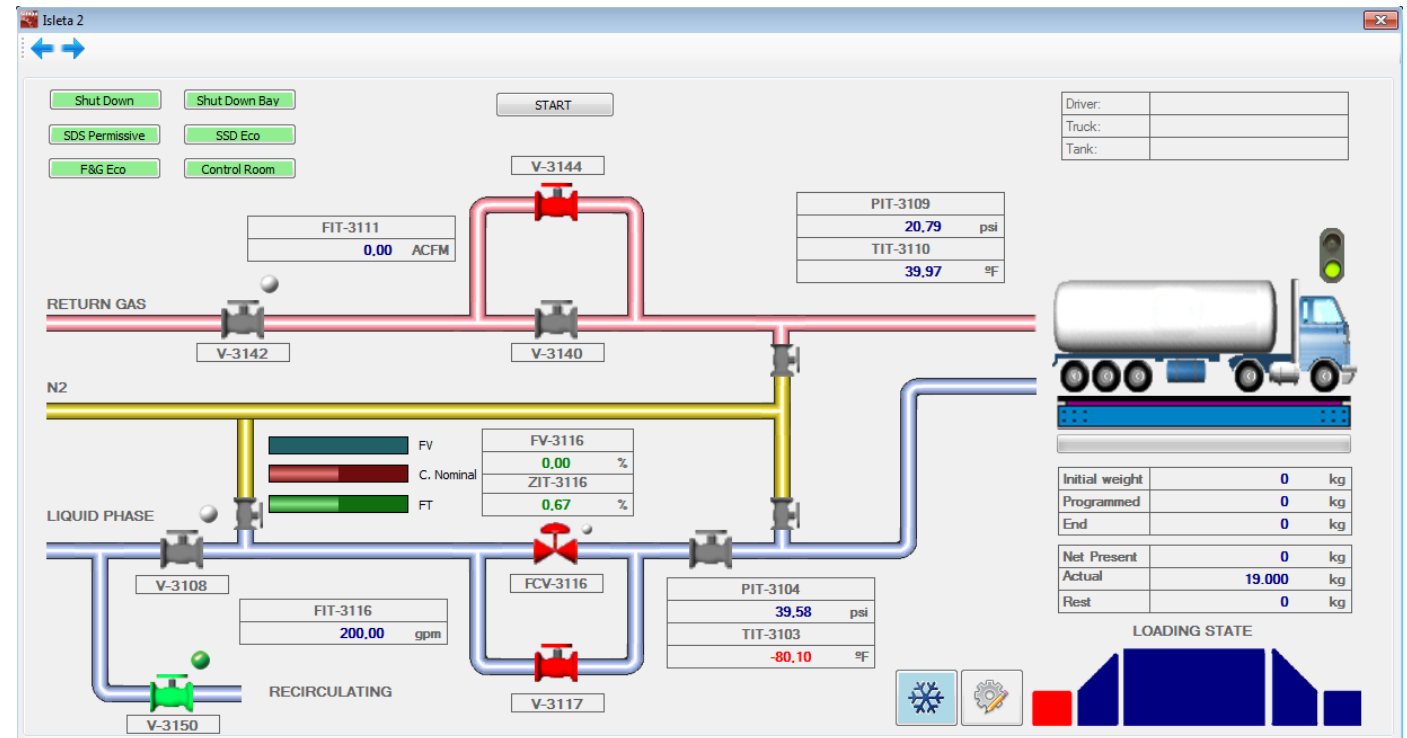 Isleta 2
Shut Down
Shut Down Bay
START
Driver:
SDS Permissive
SSD Eco
Truck:
Tank:
F&G Eco
Control Room
V-3144
PIT-3109
20,79 psi
TIT-3110
39,97 ºF
FIT-3111
0,00 ACFM
RETURN GAS
V-3142
V-3140
N2
FV
C. Nominal
FT
FV-3116
0,00 %
ZIT-3116
0,67 %
Initial weight 0 kg
Programmed 0 kg
End 0 kg
LIQUID PHASE
V-3108
FCV-3116
PIT-3104
39,58 psi
TIT-3103
-80,10 ºF
Net Present 0 kg
Actual 19.000 kg
Rest 0 kg
FIT-3116
200,00 gpm
LOADING STATE
RECIRCULATING
V-3150
V-3117